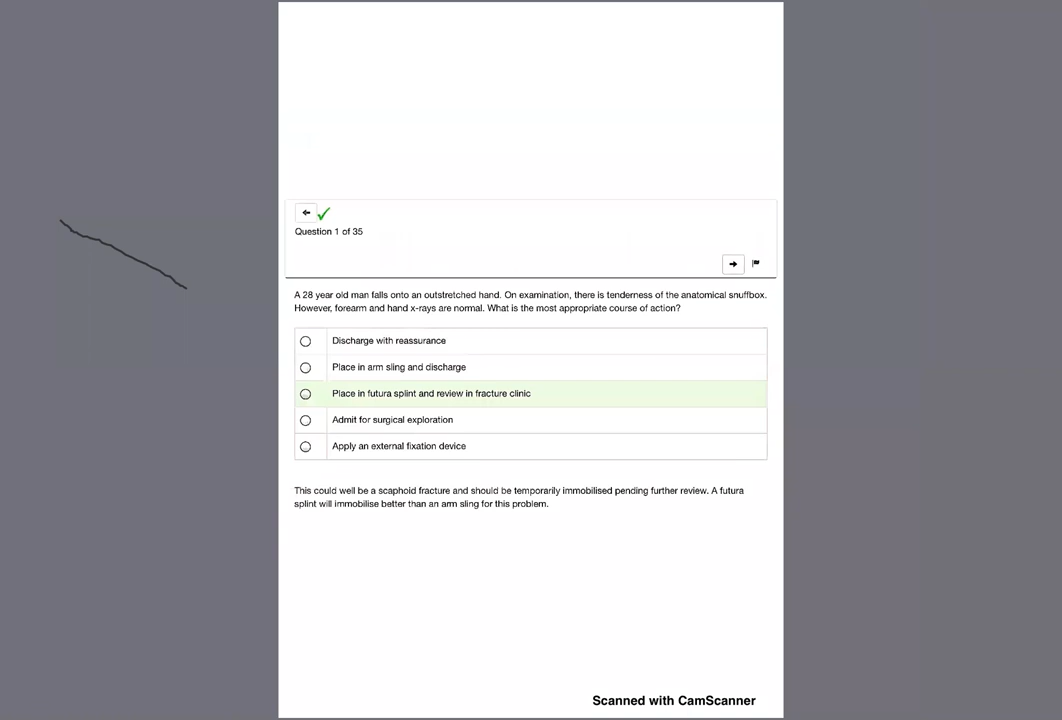 Question 1 of 35
A 28 year old man falls onto an outstretched hand. On examination, there is tenderness of the anatomical snuffbox.
However, forearm and hand x-rays are normal. What is the most appropriate course of action?
Discharge with reassurance
Place in arm sling and discharge
Place in futura splint and review in fracture clinic
Admit for surgical exploration
Apply an external fixation device
This could well be a scaphoid fracture and should be temporarily immobilised pending further review. A futura
splint will immobilise better than an arm sling for this problem.
Scanned with CamScanner